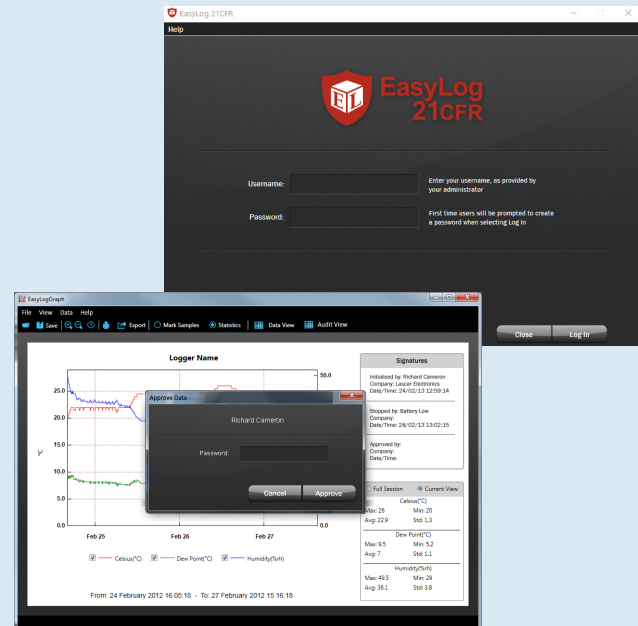 EasyLog 21CFR
Help
EL
EasyLog
21CFR
Username:
Enter your username, as provided by
your administrator
Password:
First time users will be prompted to create
a password when selecting Log In
Close
Log In
EasyLogGraph
File View Data Help
Save Export Mark Samples Statistics Data View Audit View
Logger Name
°C
25.0
20.0
15.0
10.0
5.0
0.0
50.0
0.0
Feb 25 Feb 26 Feb 27
Celsius(°C) Dew Point(°C) Humidity(%rh)
From: 24 February 2012 16:05:18 - To: 27 February 2012 15:16:18
Approve Data
Richard Cameron
Password:
Cancel Approve
Signatures
Initialised by: Richard Cameron
Company: Lascar Electronics
Date/Time: 24/02/13 12:59:14
Stopped by: Battery Low
Company:
Date/Time: 28/02/13 13:02:15
Approved by:
Company:
Date/Time:
Full Session Current View
Celsius(°C)
Max: 26 Min: 20
Avg: 22.9 Std: 1.3
Dew Point(°C)
Max: 9.5 Min: 5.2
Avg: 7 Std: 1.1
Humidity(%rh)
Max: 49.5 Min: 29
Avg: 36.1 Std: 3.8